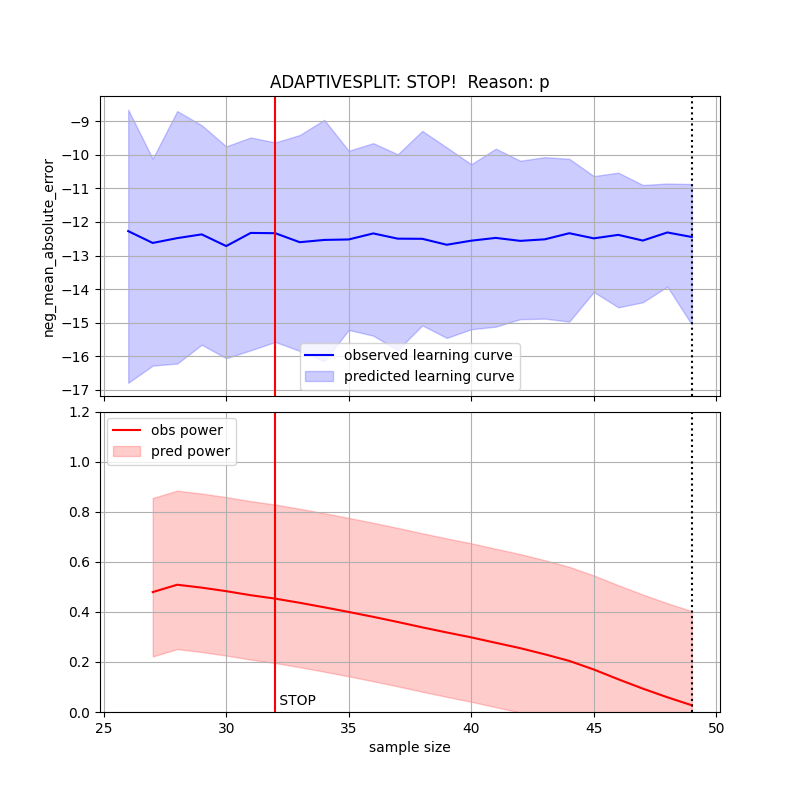 ADAPTIVESPLIT: STOP!  Reason: p
neg_mean_absolute_error
−9
−10
−11
−12
−13
−14
−15
−16
−17
observed learning curve
predicted learning curve
1.2
1.0
0.8
0.6
0.4
0.2
0.0
obs power
pred power
STOP
25
30
35
40
45
50
sample size